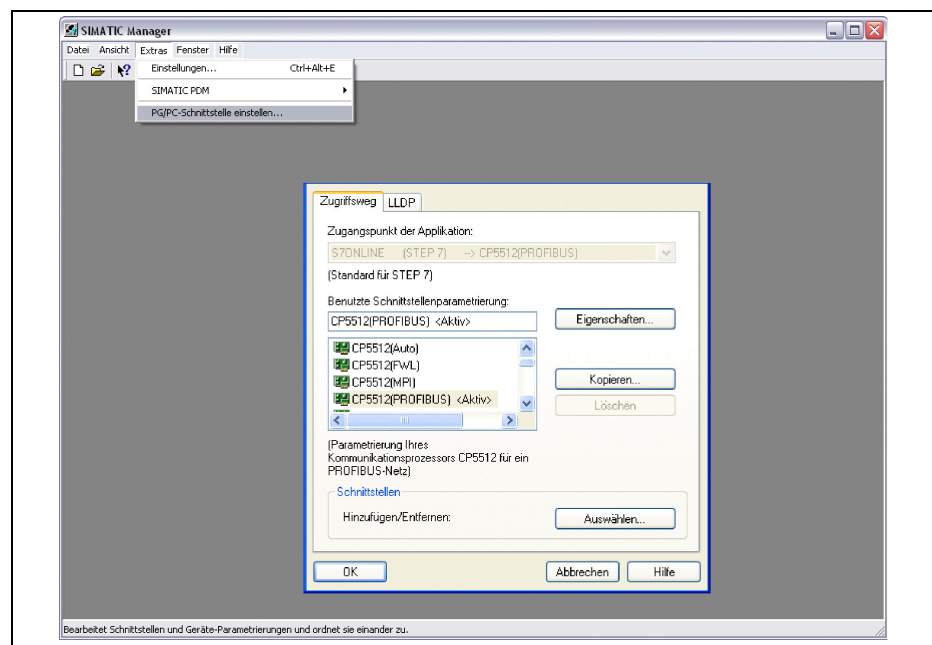 SIMATIC Manager
Datei Ansicht Extras Fenster Hilfe
Einstellungen... Ctrl+Alt+E
SIMATIC PDM
PG/PC-Schnittstelle einstellen...
Zugriffsweg LLDP
Zugangspunkt der Applikation:
S7ONLINE (STEP 7) --> CP5512(PROFIBUS)
(Standard für STEP 7)
Benutzte Schnittstellenparametrierung:
CP5512(PROFIBUS) <Aktiv>
Eigenschaften...
CP5512(Auto)
CP5512(FWL)
CP5512(MPI)
CP5512(PROFIBUS) <Aktiv>
Kopieren...
Löschen
(Parametrierung Ihres
Kommunikationsprozessors CP5512 für ein
PROFIBUS-Netz)
Schnittstellen
Hinzufügen/Entfernen:
Auswählen...
OK Abbrechen Hilfe
Bearbeitet Schnittstellen und Geräte-Parametrierungen und ordnet sie einander zu.